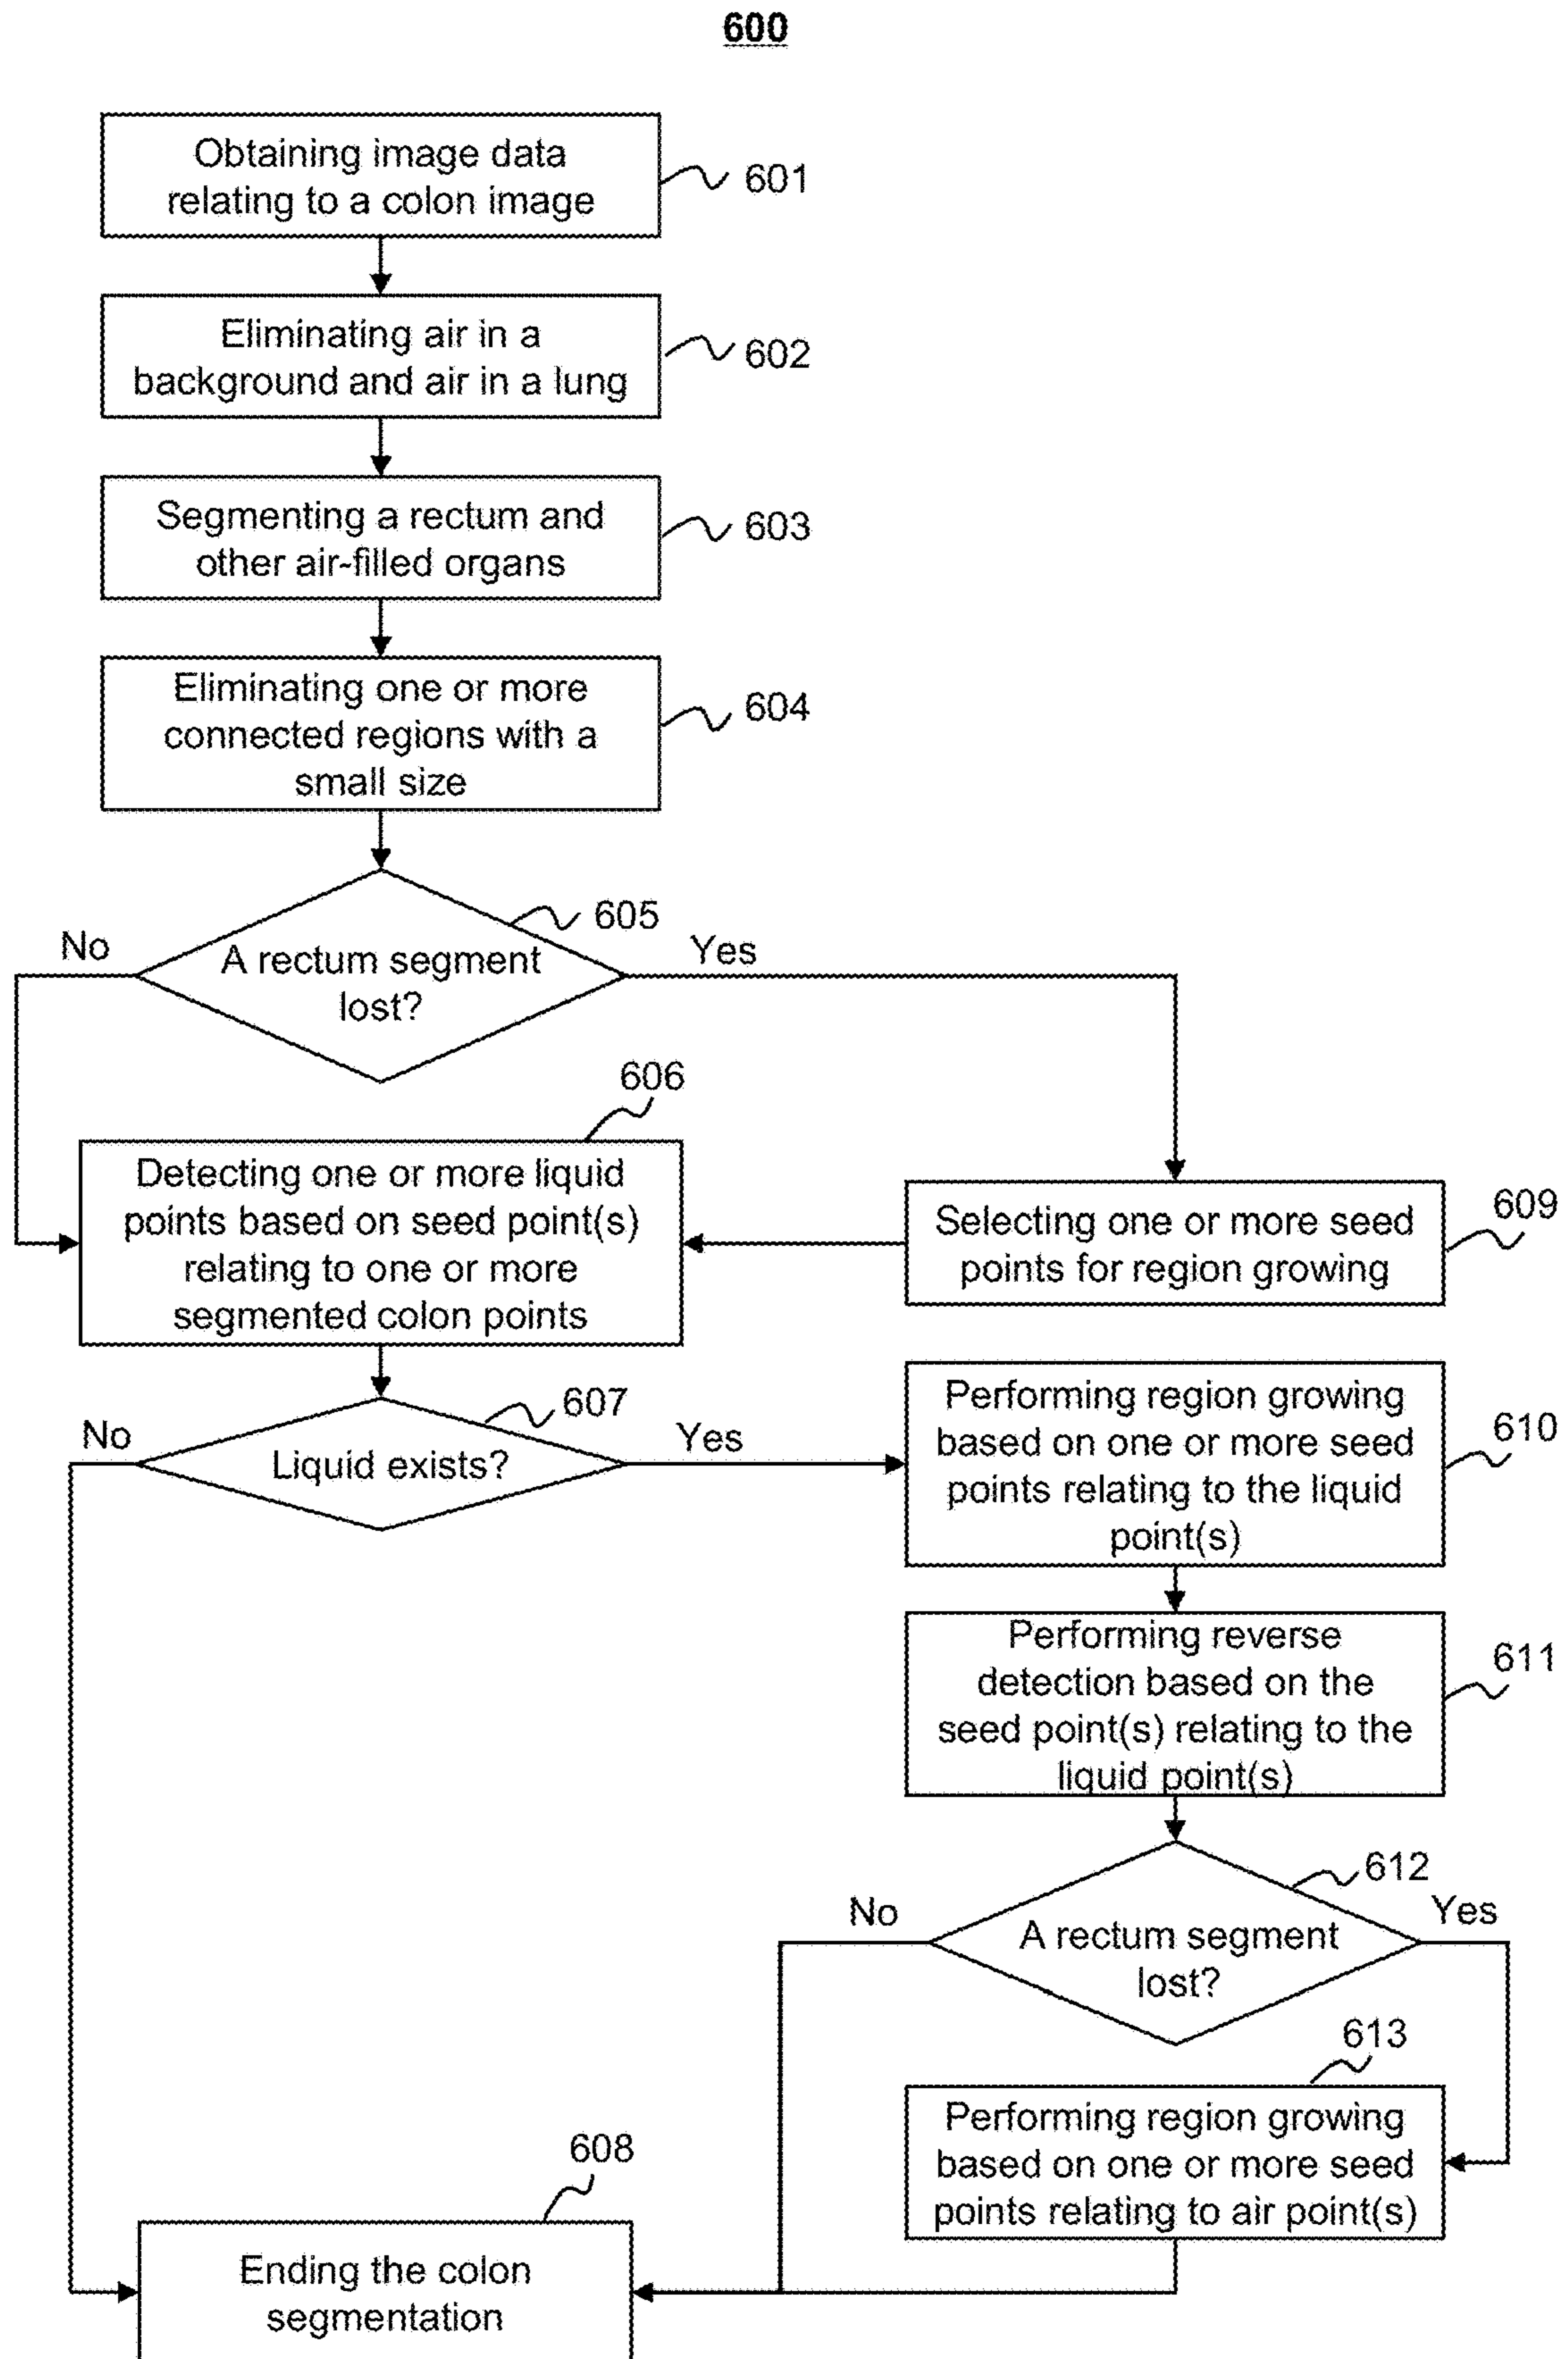 600
Obtaining image data
relating to a colon image
601
Eliminating air in a
background and air in a lung
602
Segmenting a rectum and
other air-filled organs
603
Eliminating one or more
connected regions with a
small size
604
605
No
A rectum segment
lost?
Yes
606
Detecting one or more liquid
points based on seed point(s)
relating to one or more
segmented colon points
Selecting one or more seed
points for region growing
609
607
No
Liquid exists?
Yes
Performing region growing
based on one or more seed
points relating to the liquid
point(s)
610
Performing reverse
detection based on the
seed point(s) relating to the
liquid point(s)
611
612
No
A rectum segment
lost?
Yes
613
Performing region growing
based on one or more seed
points relating to air point(s)
608
Ending the colon
segmentation